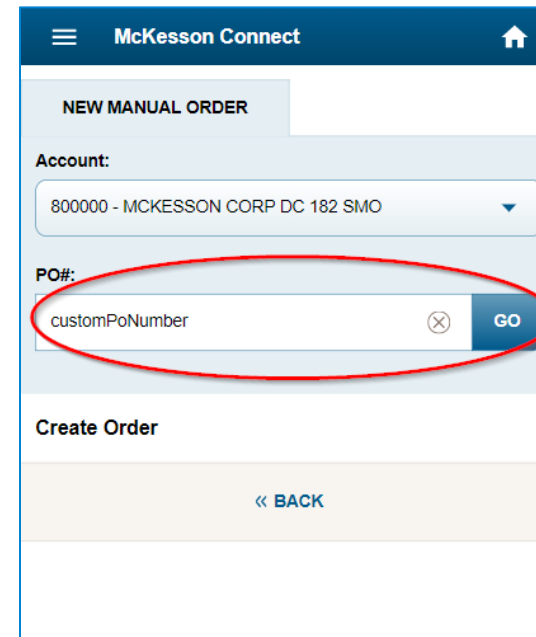 McKesson Connect
NEW MANUAL ORDER
Account:
800000 - MCKESSON CORP DC 182 SMO
PO#:
customPoNumber
GO
Create Order
« BACK